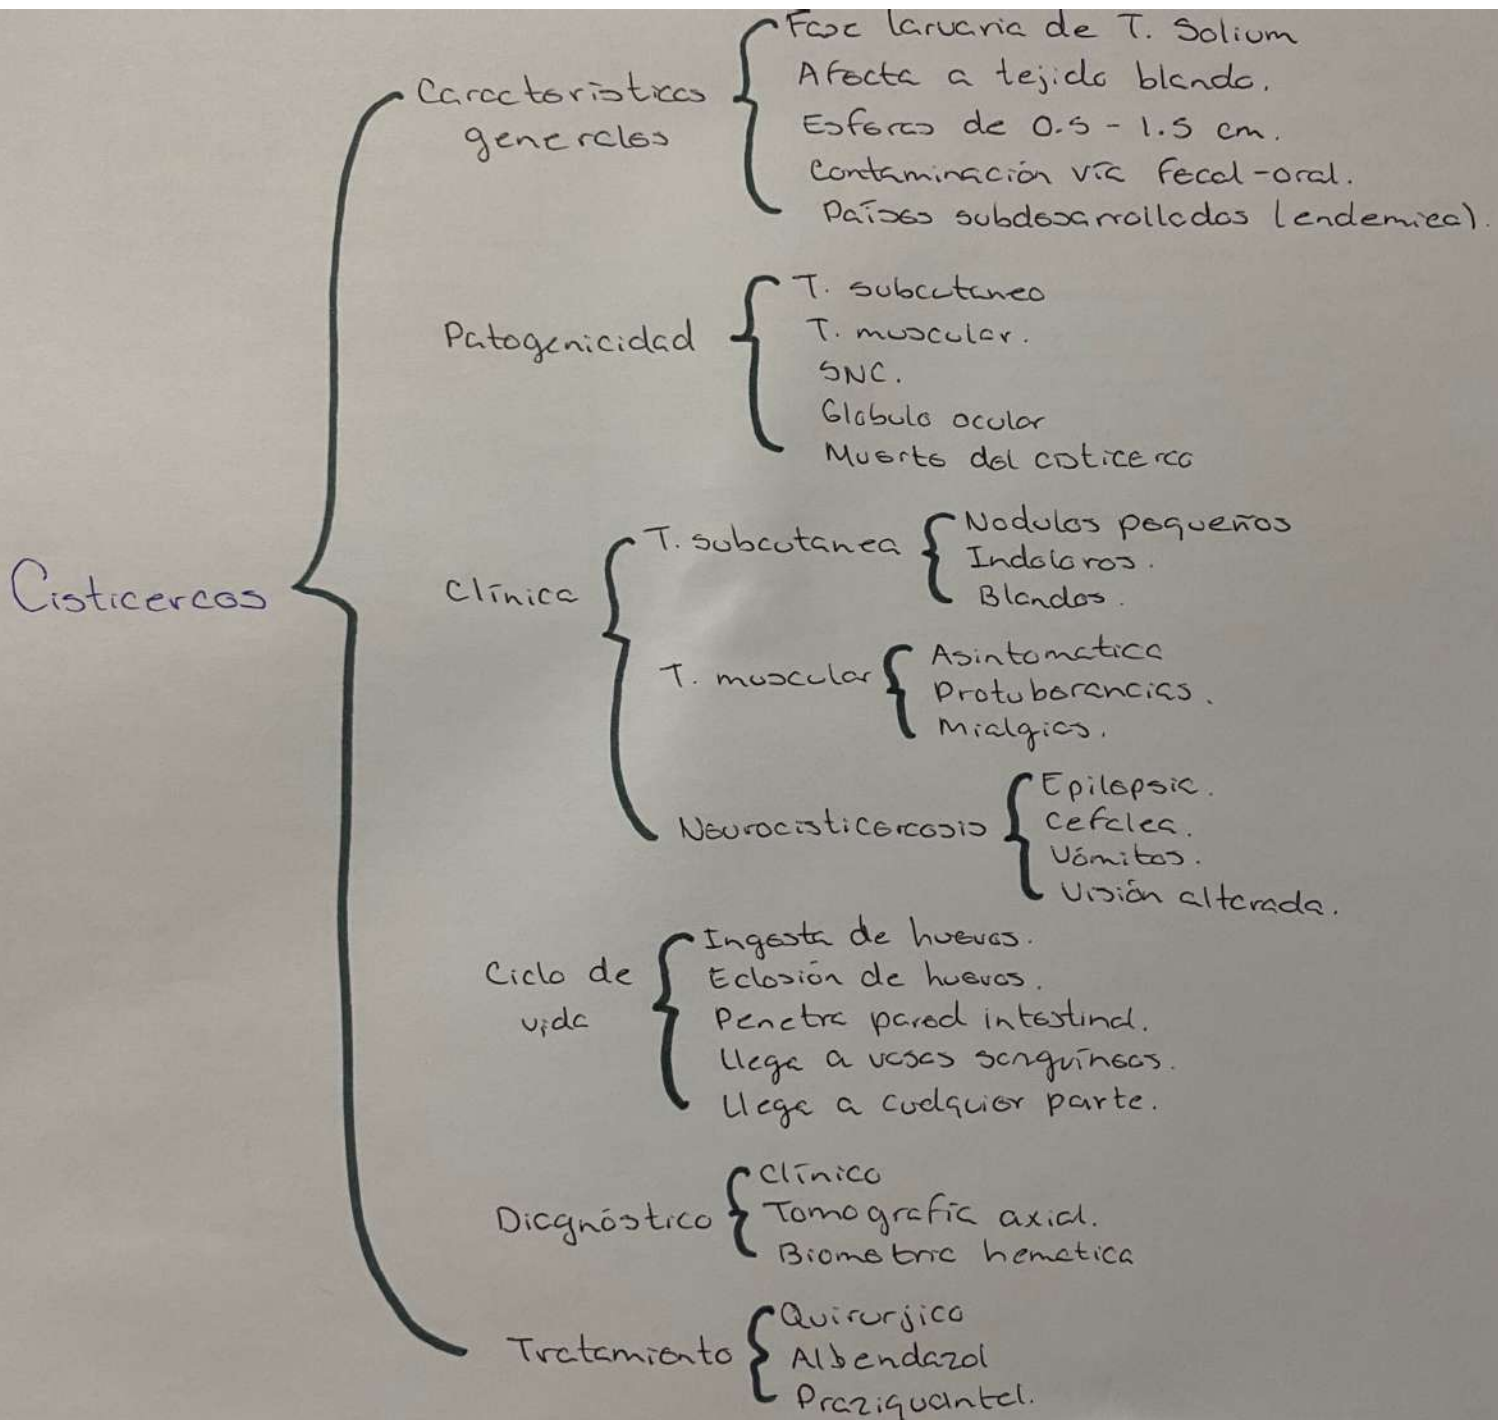 Fase larvaria de T. Solium
Afecta a tejido blando.
Características
generales
Esferas de 0.5 - 1.5 cm.
Contaminación vía fecal-oral.
Países subdesarrollados (endemica).
T. subcutaneo
Patogenicidad
T. muscular.
SNC.
Globulo ocular
Muerte del cisticerco
Cisticercos
Clínica
T. subcutanea
Nodulos pequeños
Indoloros.
Blandos.
T. muscular
Asintomatica
Protuberancias.
Mialgias.
Neurocisticercosis
Epilepsia.
Cefalea.
Vómitos.
Visión alterada.
Ciclo de
vida
Ingesta de huevos.
Eclosión de huevos.
Penetra pared intestinal.
Llega a vasos sanguíneos.
Llega a cualquier parte.
Diagnóstico
Clínico
Tomografía axial.
Biometria hematica
Tratamiento
Quirurjico
Albendazol
Praziquantel.